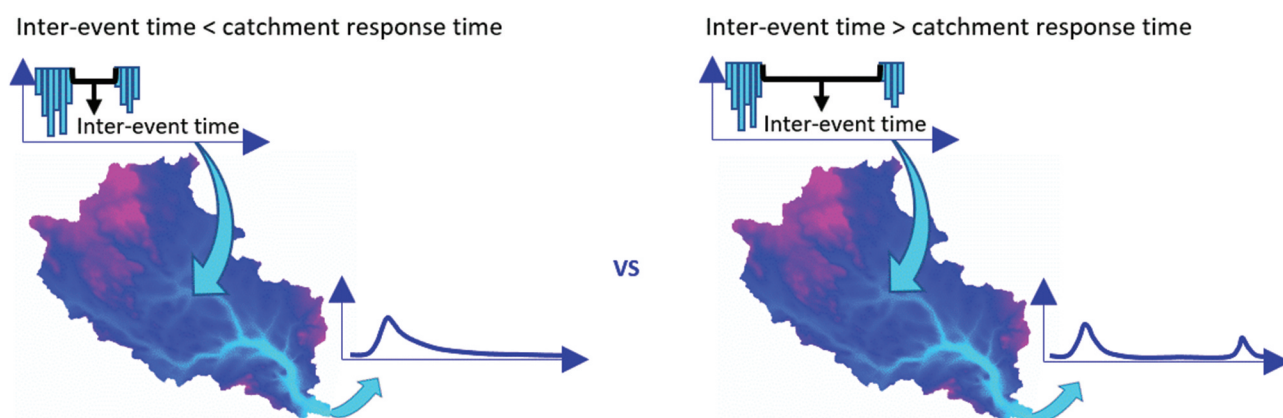 Inter-event time < catchment response time
Inter-event time > catchment response time
Inter-event time
Inter-event time
VS